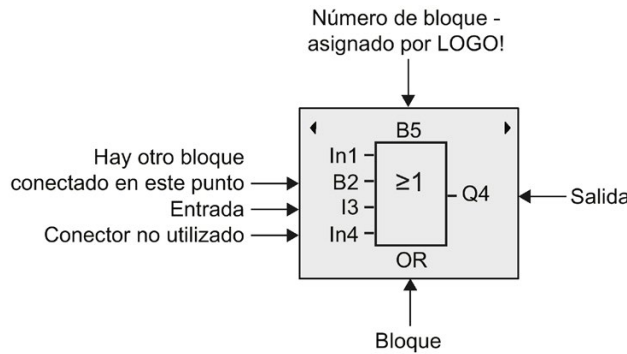 Número de bloque -
asignado por LOGO!
B5
In1
Hay otro bloque
conectado en este punto
B2
≥1
Q4
Salida
Entrada
I3
Conector no utilizado
In4
OR
Bloque